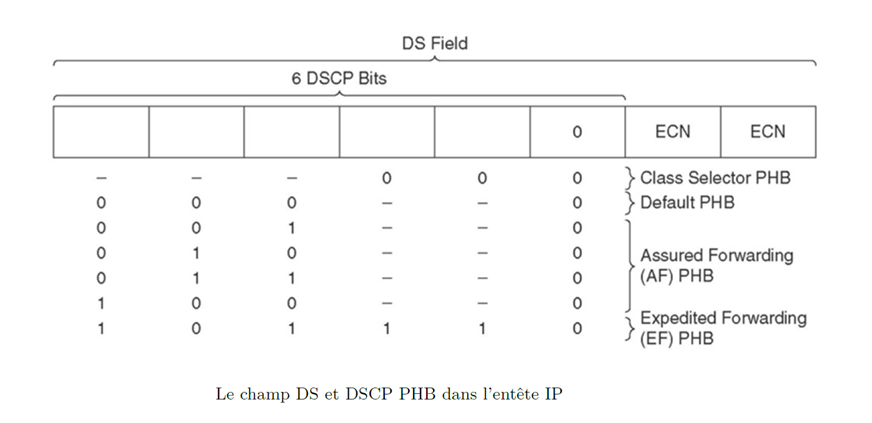 DS Field
6 DSCP Bits
0 ECN ECN
– – – 0 0 0 Class Selector PHB
0 0 0 – – 0 Default PHB
0 0 1 – – 0
0 1 0 – – 0 Assured Forwarding
0 1 1 – – 0 (AF) PHB
1 0 0 – – 0
1 0 1 1 1 0 Expedited Forwarding
(EF) PHB
Le champ DS et DSCP PHB dans l'entête IP